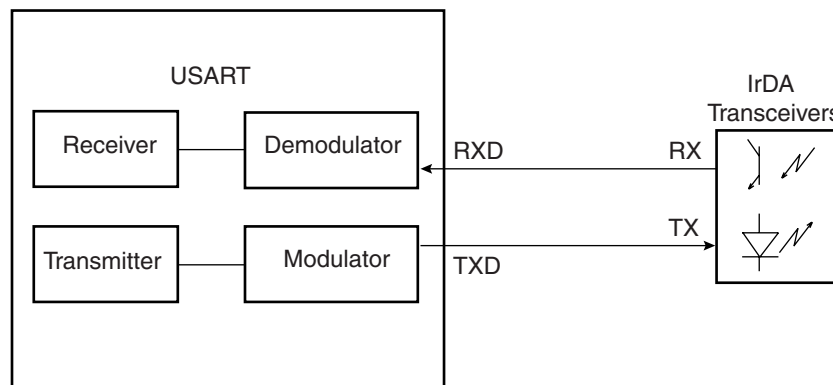 USART
IrDA
Transceivers
Receiver
Demodulator
RXD
RX
Transmitter
Modulator
TX
TXD